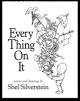 Every
Thing On
It
poems and drawings by
Shel Silverstein